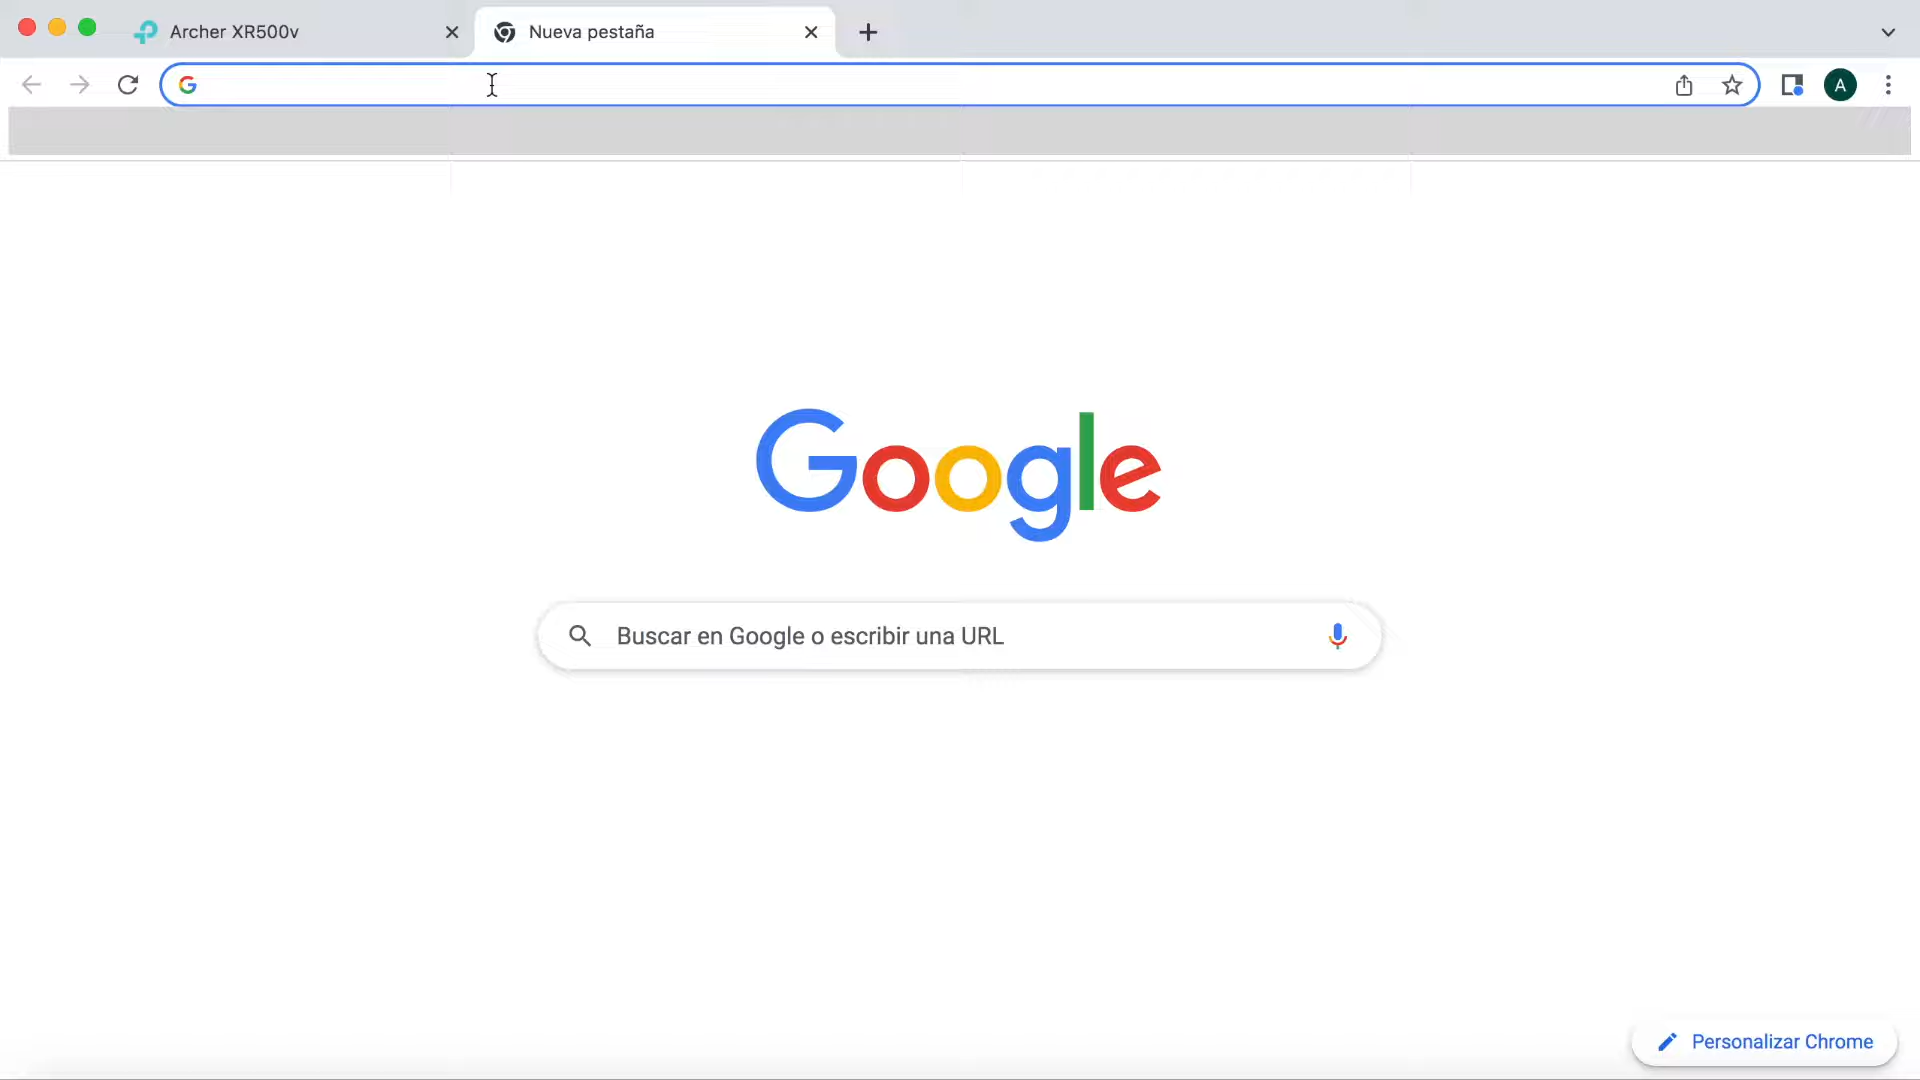 Archer XR500v
Nueva pestaña
A
Google
Buscar en Google o escribir una URL
Personalizar Chrome